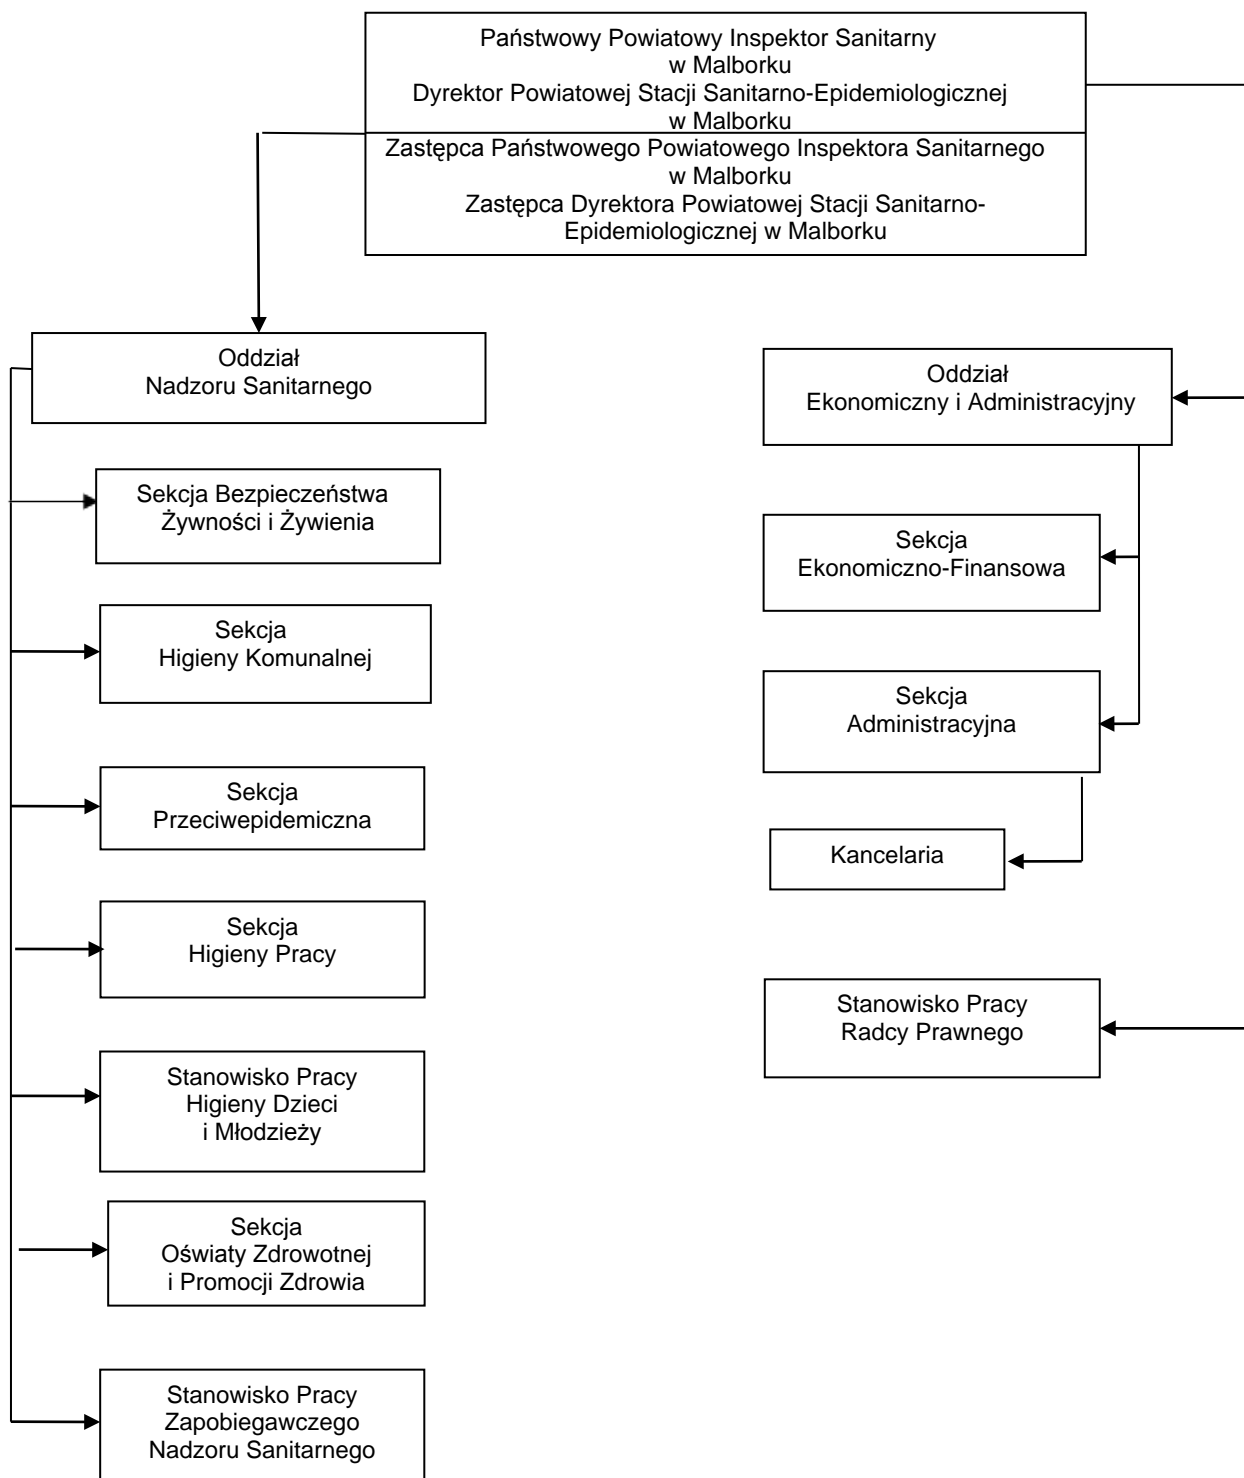 Państwowy Powiatowy Inspektor Sanitarny
w Malborku
Dyrektor Powiatowej Stacji Sanitarno-Epidemiologicznej
w Malborku
Zastępca Państwowego Powiatowego Inspektora Sanitarnego
w Malborku
Zastępca Dyrektora Powiatowej Stacji Sanitarno-
Epidemiologicznej w Malborku
Oddział
Nadzoru Sanitarnego
Sekcja Bezpieczeństwa
Żywności i Żywienia
Sekcja
Higieny Komunalnej
Sekcja
Przeciwepidemiczna
Sekcja
Higieny Pracy
Stanowisko Pracy
Higieny Dzieci
i Młodzieży
Sekcja
Oświaty Zdrowotnej
i Promocji Zdrowia
Stanowisko Pracy
Zapobiegawczego
Nadzoru Sanitarnego
Oddział
Ekonomiczny i Administracyjny
Sekcja
Ekonomiczno-Finansowa
Sekcja
Administracyjna
Kancelaria
Stanowisko Pracy
Radcy Prawnego